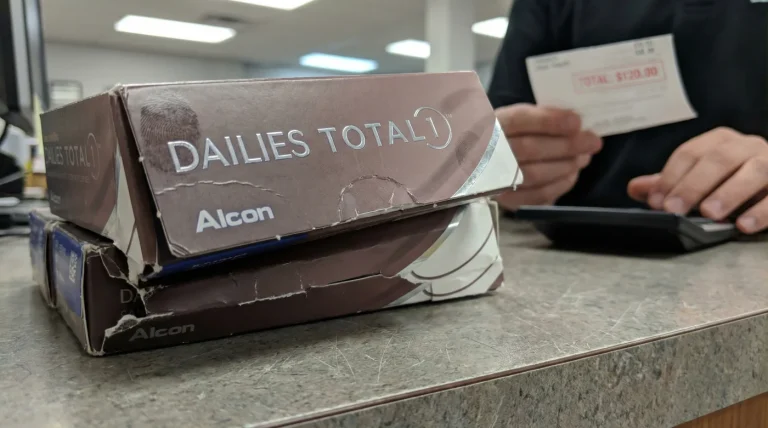 DAILIES TOTAL1
DAILIES TOTAL1
Alcon
Alcon
TOTAL: $120.00